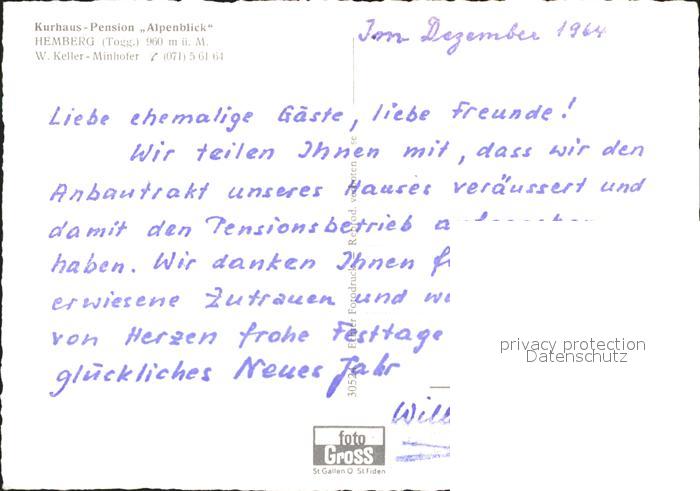 Kurhaus-Pension „Alpenblick"
HEMBERG (Togg.) 960 m ü. M.
W. Keller-Minhofer ✆ (071) 5 61 64
Im Dezember 1964
Liebe ehemalige Gäste, liebe Freunde!
Wir teilen Ihnen mit, dass wir den
Anbautrakt unseres Hauses veräussert und
damit den Pensionsbetrieb
haben. Wir danken Ihnen
erwiesene Zutrauen und
von Herzen frohe Festtage
glückliches Neues Jahr
privacy protection
Datenschutz
foto
Gross
St Gallen O St Fiden